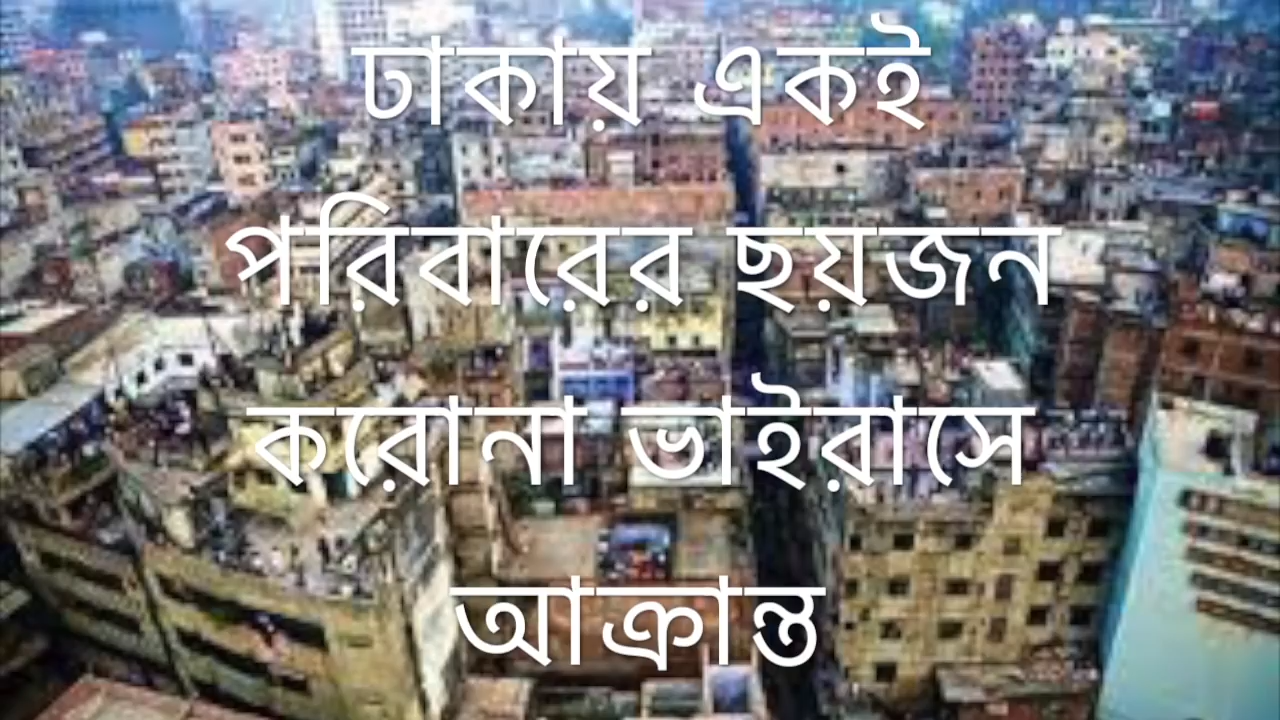 ঢাকায় একই
পরিবারের ছয়জন
করোনা ভাইরাসে
আক্রান্ত